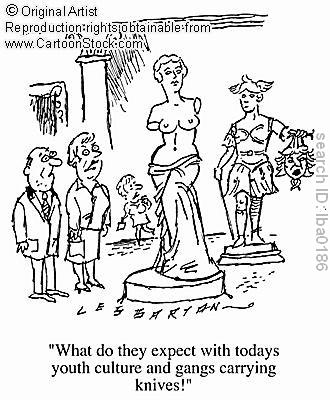 © Original Artist
Reproduction rights obtainable from
www.CartoonStock.com
search ID: lba0186
LES BARTON
"What do they expect with todays
youth culture and gangs carrying
knives!"